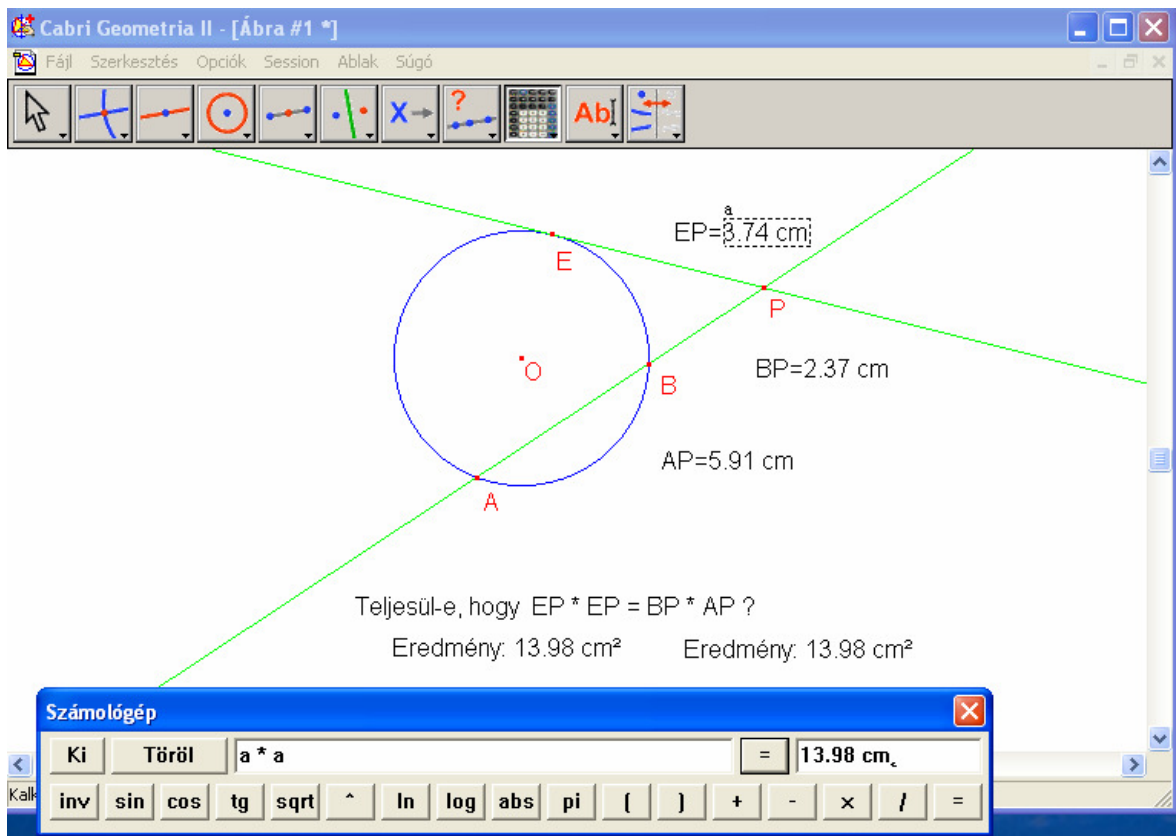 Cabri Geometria II - [Ábra #1 *]
Fájl Szerkesztés Opciók Session Ablak Súgó
? X Ab
a
EP=3.74 cm
E
P
O
B
BP=2.37 cm
AP=5.91 cm
A
Teljesül-e, hogy EP * EP = BP * AP ?
Eredmény: 13.98 cm² Eredmény: 13.98 cm²
Számológép
Ki Töröl a * a = 13.98 cm
Kalk
inv sin cos tg sqrt ^ ln log abs pi ( ) + - × / =